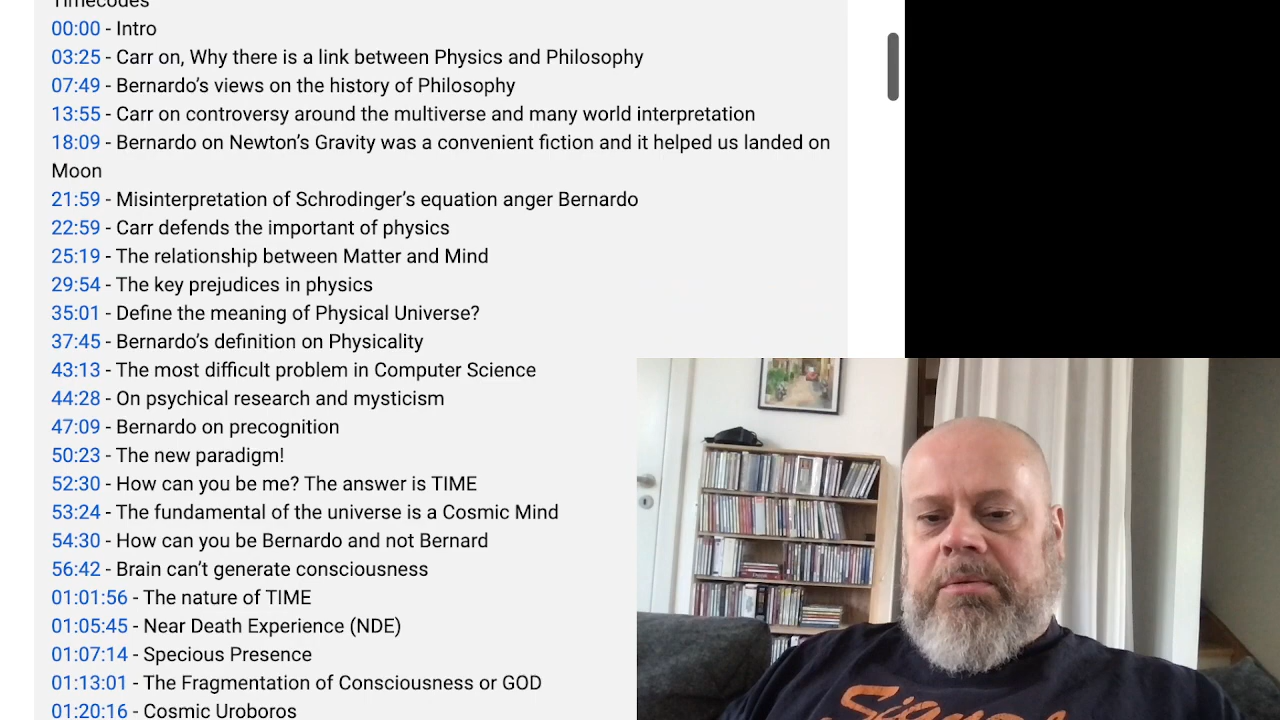 Timecodes
00:00 - Intro
03:25 - Carr on, Why there is a link between Physics and Philosophy
07:49 - Bernardo’s views on the history of Philosophy
13:55 - Carr on controversy around the multiverse and many world interpretation
18:09 - Bernardo on Newton’s Gravity was a convenient fiction and it helped us landed on
Moon
21:59 - Misinterpretation of Schrodinger’s equation anger Bernardo
22:59 - Carr defends the important of physics
25:19 - The relationship between Matter and Mind
29:54 - The key prejudices in physics
35:01 - Define the meaning of Physical Universe?
37:45 - Bernardo’s definition on Physicality
43:13 - The most difficult problem in Computer Science
44:28 - On psychical research and mysticism
47:09 - Bernardo on precognition
50:23 - The new paradigm!
52:30 - How can you be me? The answer is TIME
53:24 - The fundamental of the universe is a Cosmic Mind
54:30 - How can you be Bernardo and not Bernard
56:42 - Brain can’t generate consciousness
01:01:56 - The nature of TIME
01:05:45 - Near Death Experience (NDE)
01:07:14 - Specious Presence
01:13:01 - The Fragmentation of Consciousness or GOD
01:20:16 - Cosmic Uroboros